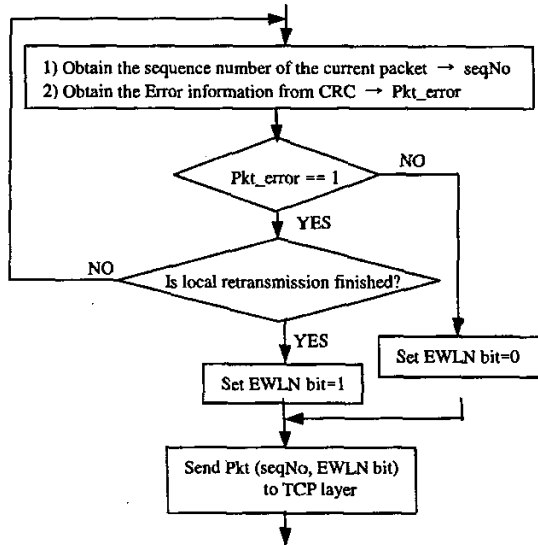 1) Obtain the sequence number of the current packet → seqNo
2) Obtain the Error information from CRC → Pkt_error
Pkt_error == 1
NO
YES
NO
Is local retransmission finished?
YES
Set EWLN bit=0
Set EWLN bit=1
Send Pkt (seqNo, EWLN bit)
to TCP layer